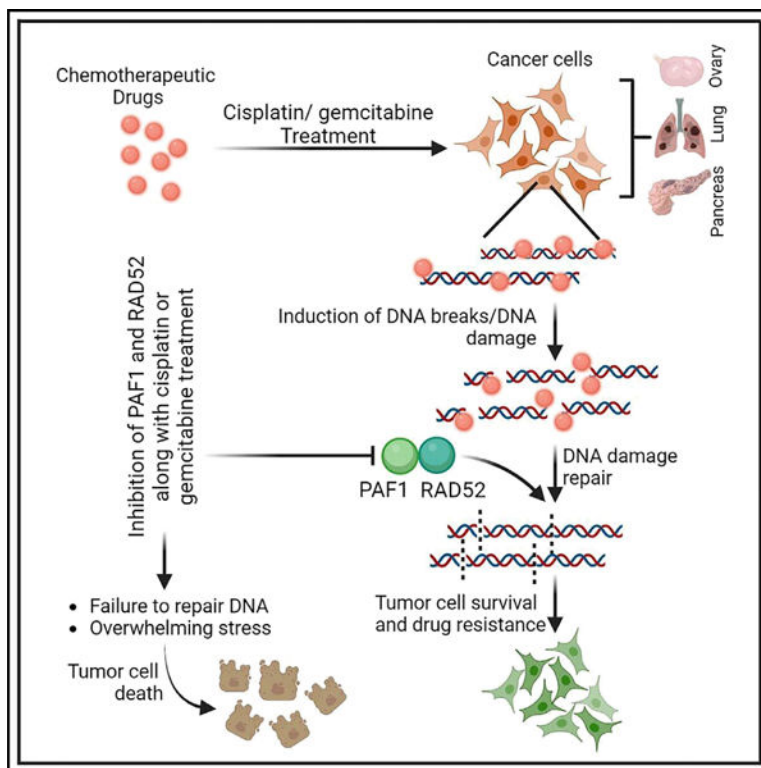 Chemotherapeutic
Drugs
Cisplatin/ gemcitabine
Treatment
Cancer cells
Ovary
Lung
Pancreas
Induction of DNA breaks/DNA
damage
Inhibition of PAF1 and RAD52
along with cisplatin or
gemcitabine treatment
PAF1 RAD52
DNA damage
repair
• Failure to repair DNA
• Overwhelming stress
Tumor cell
death
Tumor cell survival
and drug resistance